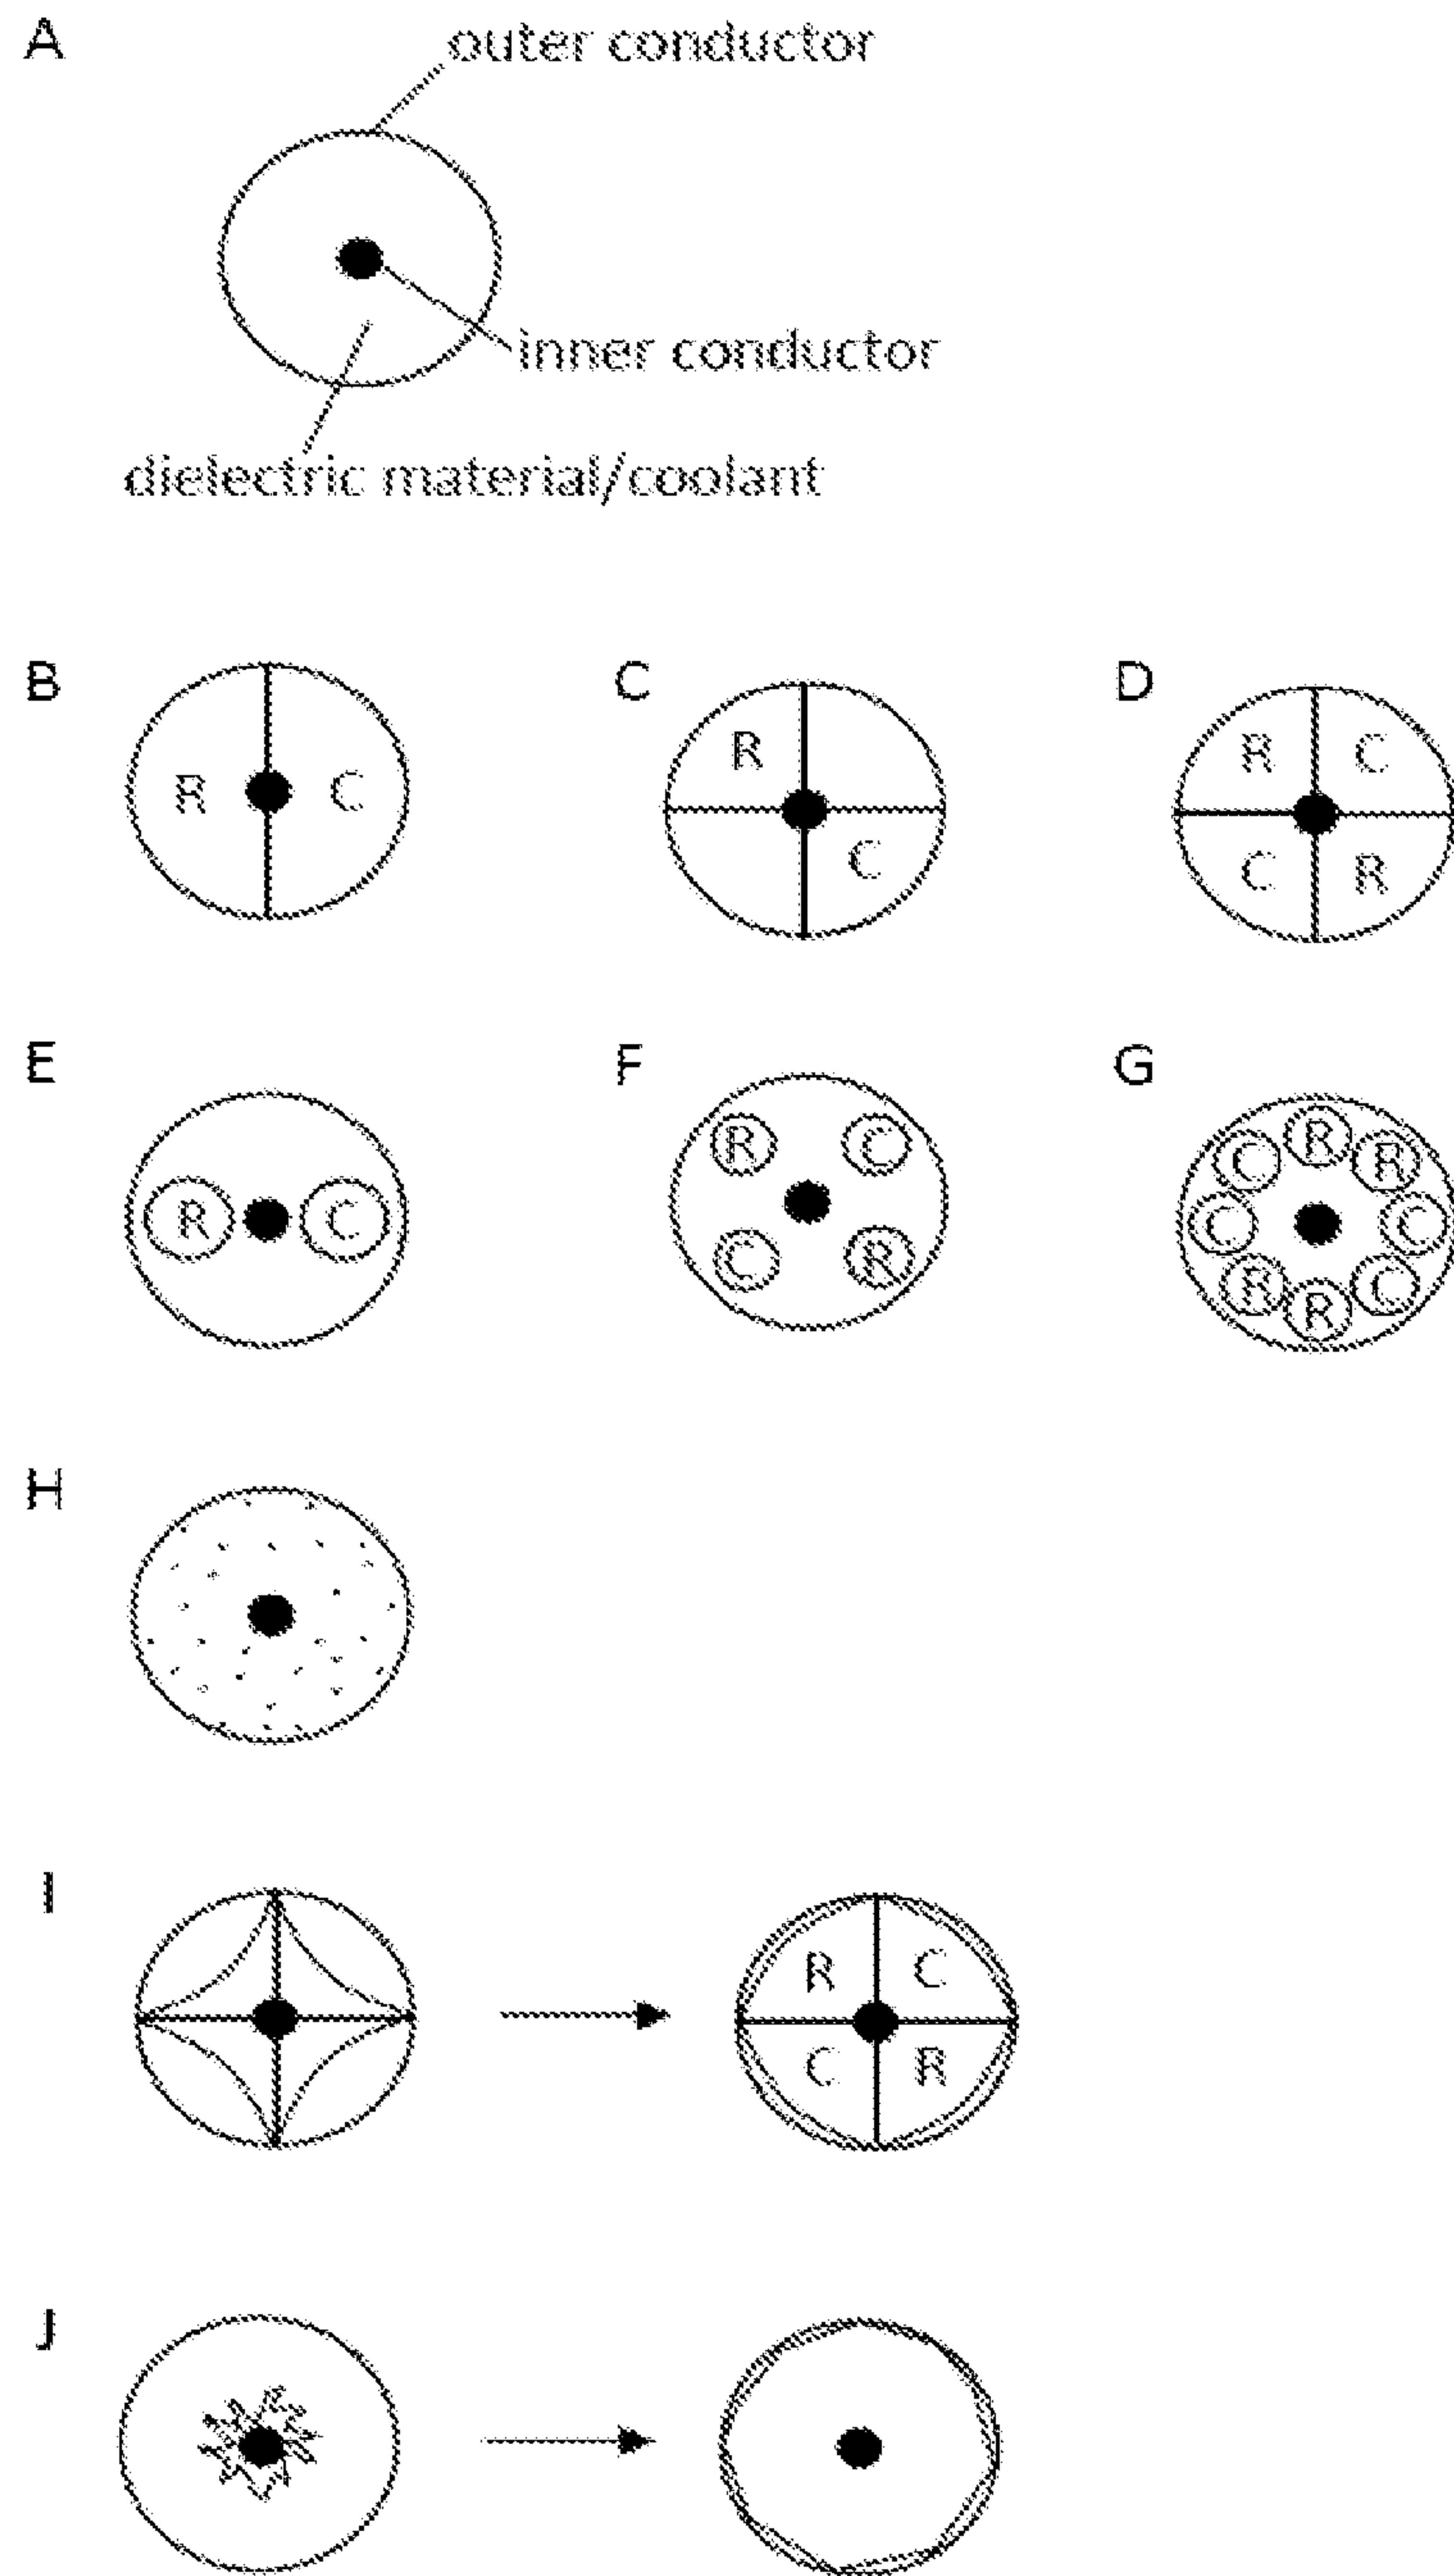 A
outer conductor
inner conductor
dielectric material/coolant
B
R C
C
R
C
D
R C
C R
E
R C
F
R C
C R
G
R
C R
C C
R C
R
H
I
R C
C R
J